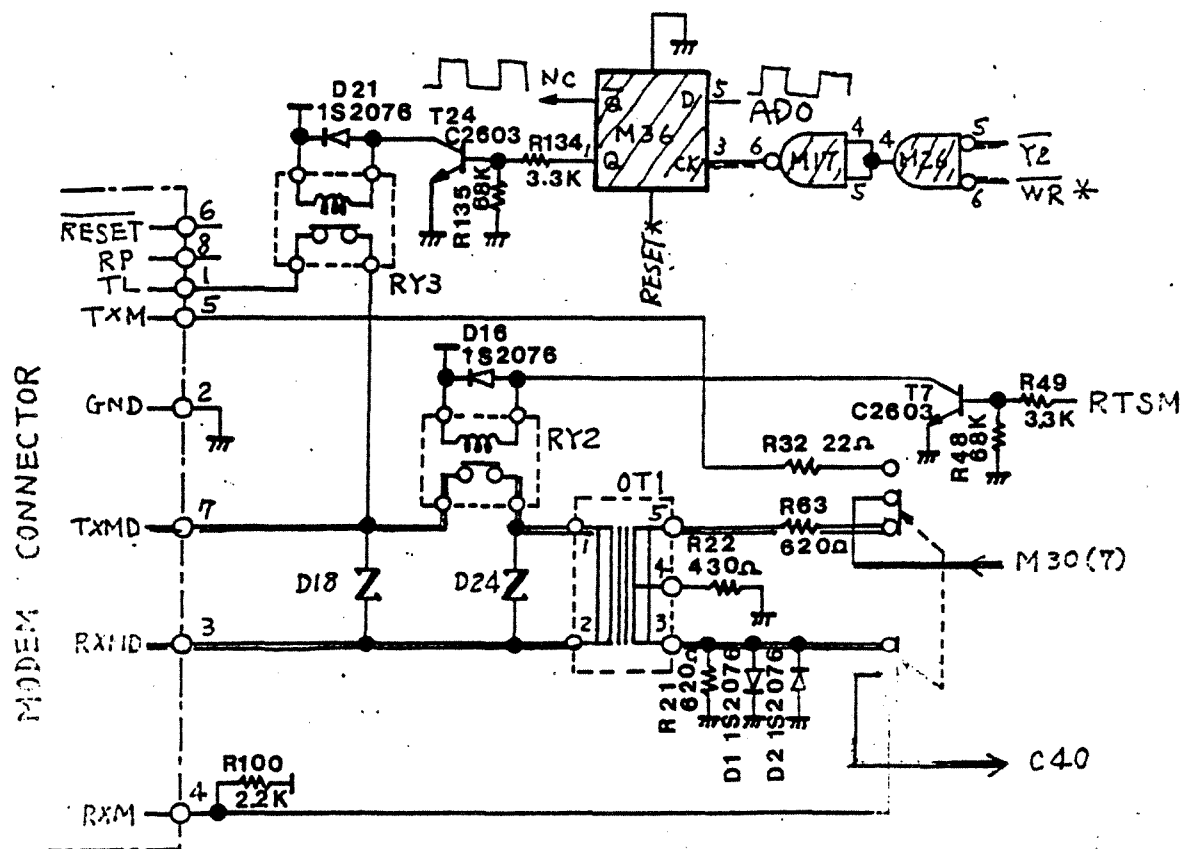 NC
Q̅
D
5
AD0
D21
1S2076
T24
C2603
R134
3.3K
1
M36
Q
CK
3
6
M17
4
5
4
M26
5
Y2
6
WR *
R135
68K
RESET*
RY3
RESET
6
RP
8
TL
1
TXM
5
GND
2
TXMD
7
RXMD
3
RXM
4
MODEM CONNECTOR
D16
1S2076
RY2
T7
C2603
R49
3.3K
RTSM
R48
68K
R32 22Ω
OT1
1
2
5
4
3
R63
620Ω
R22
430Ω
M30(7)
D18
D24
R21
620Ω
D1 1S2076
D2 1S2076
C40
R100
2.2K